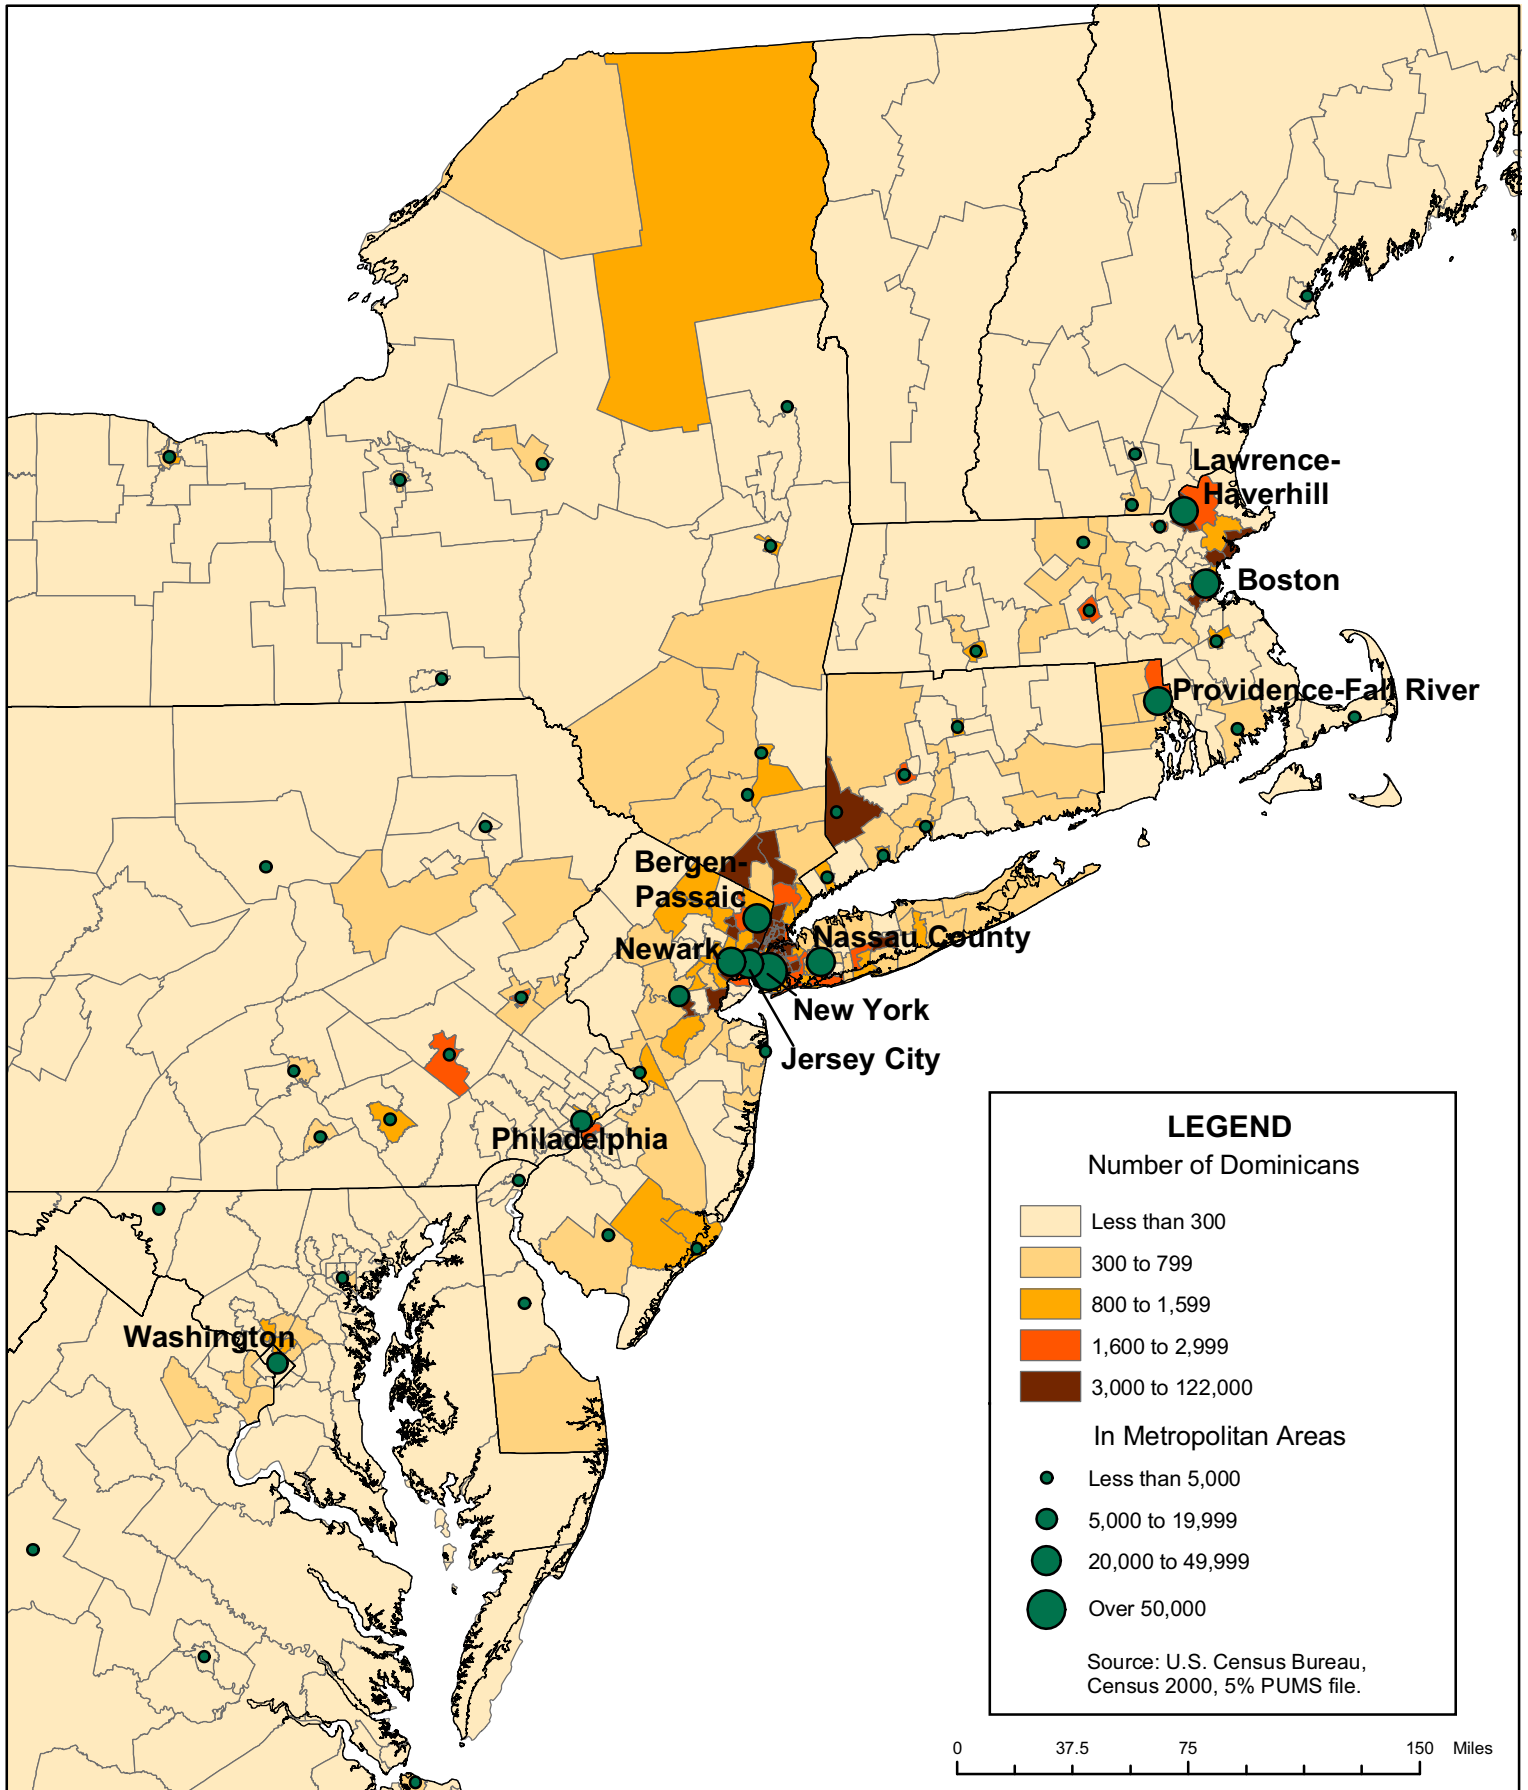 Lawrence-
Haverhill
Boston
Providence-Fall River
Bergen-
Passaic
Newark
Nassau County
New York
Jersey City
Philadelphia
Washington
LEGEND
Number of Dominicans
Less than 300
300 to 799
800 to 1,599
1,600 to 2,999
3,000 to 122,000
In Metropolitan Areas
Less than 5,000
5,000 to 19,999
20,000 to 49,999
Over 50,000
Source: U.S. Census Bureau,
Census 2000, 5% PUMS file.
0 37.5 75 150 Miles